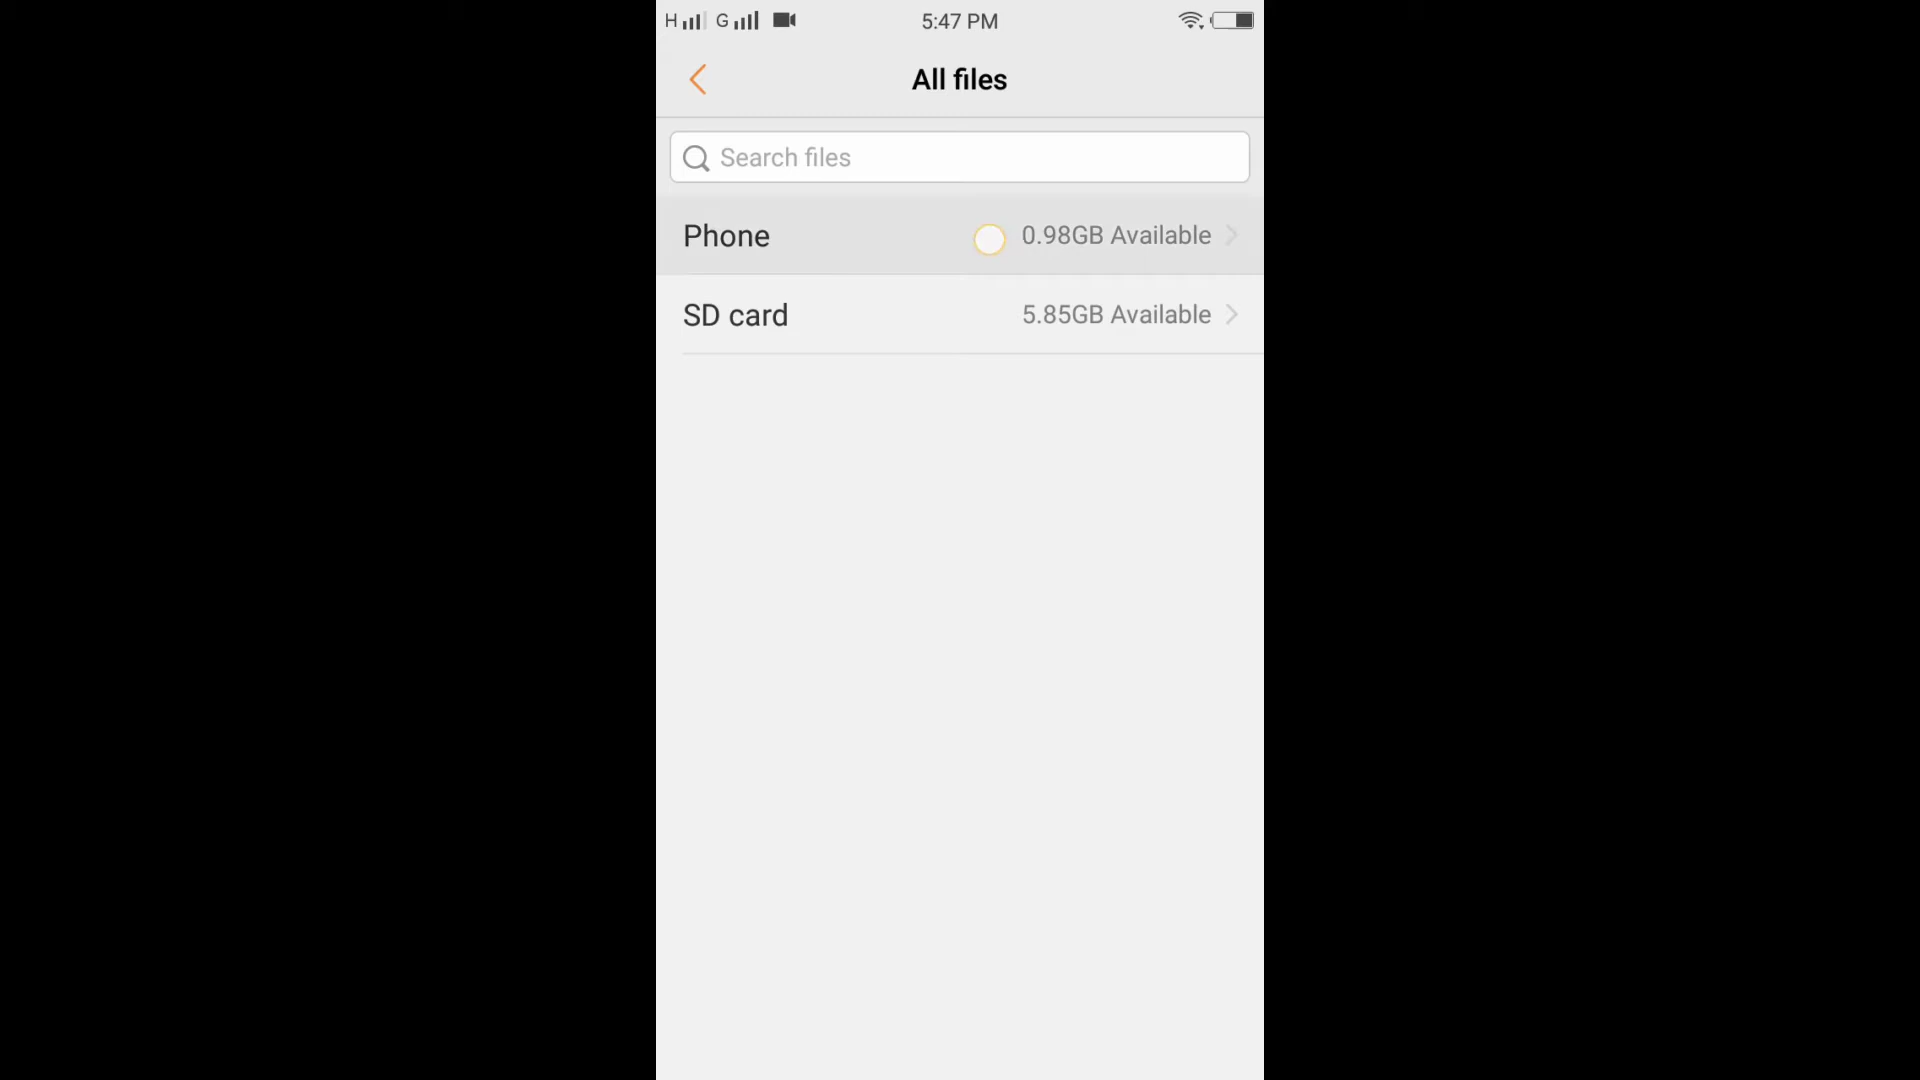 H G 5:47 PM
All files
Search files
Phone 0.98GB Available
SD card 5.85GB Available